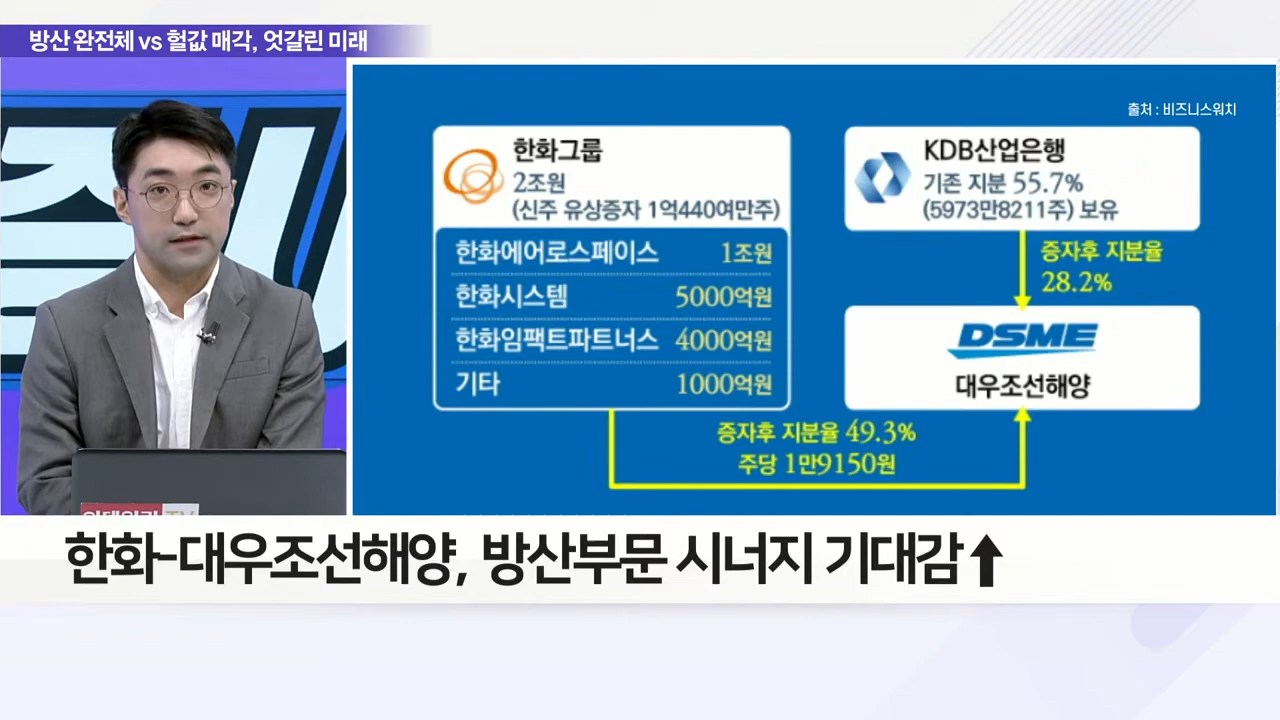 방산 완전체 vs 헐값 매각, 엇갈린 미래
출처 : 비즈니스워치
한화그룹
2조원
(신주 유상증자 1억440여만주)
한화에어로스페이스 1조원
한화시스템 5000억원
한화임팩트파트너스 4000억원
기타 1000억원
KDB산업은행
기존 지분 55.7%
(5973만8211주) 보유
증자후 지분율
28.2%
DSME
대우조선해양
증자후 지분율 49.3%
주당 1만9150원
한화-대우조선해양, 방산부문 시너지 기대감↑